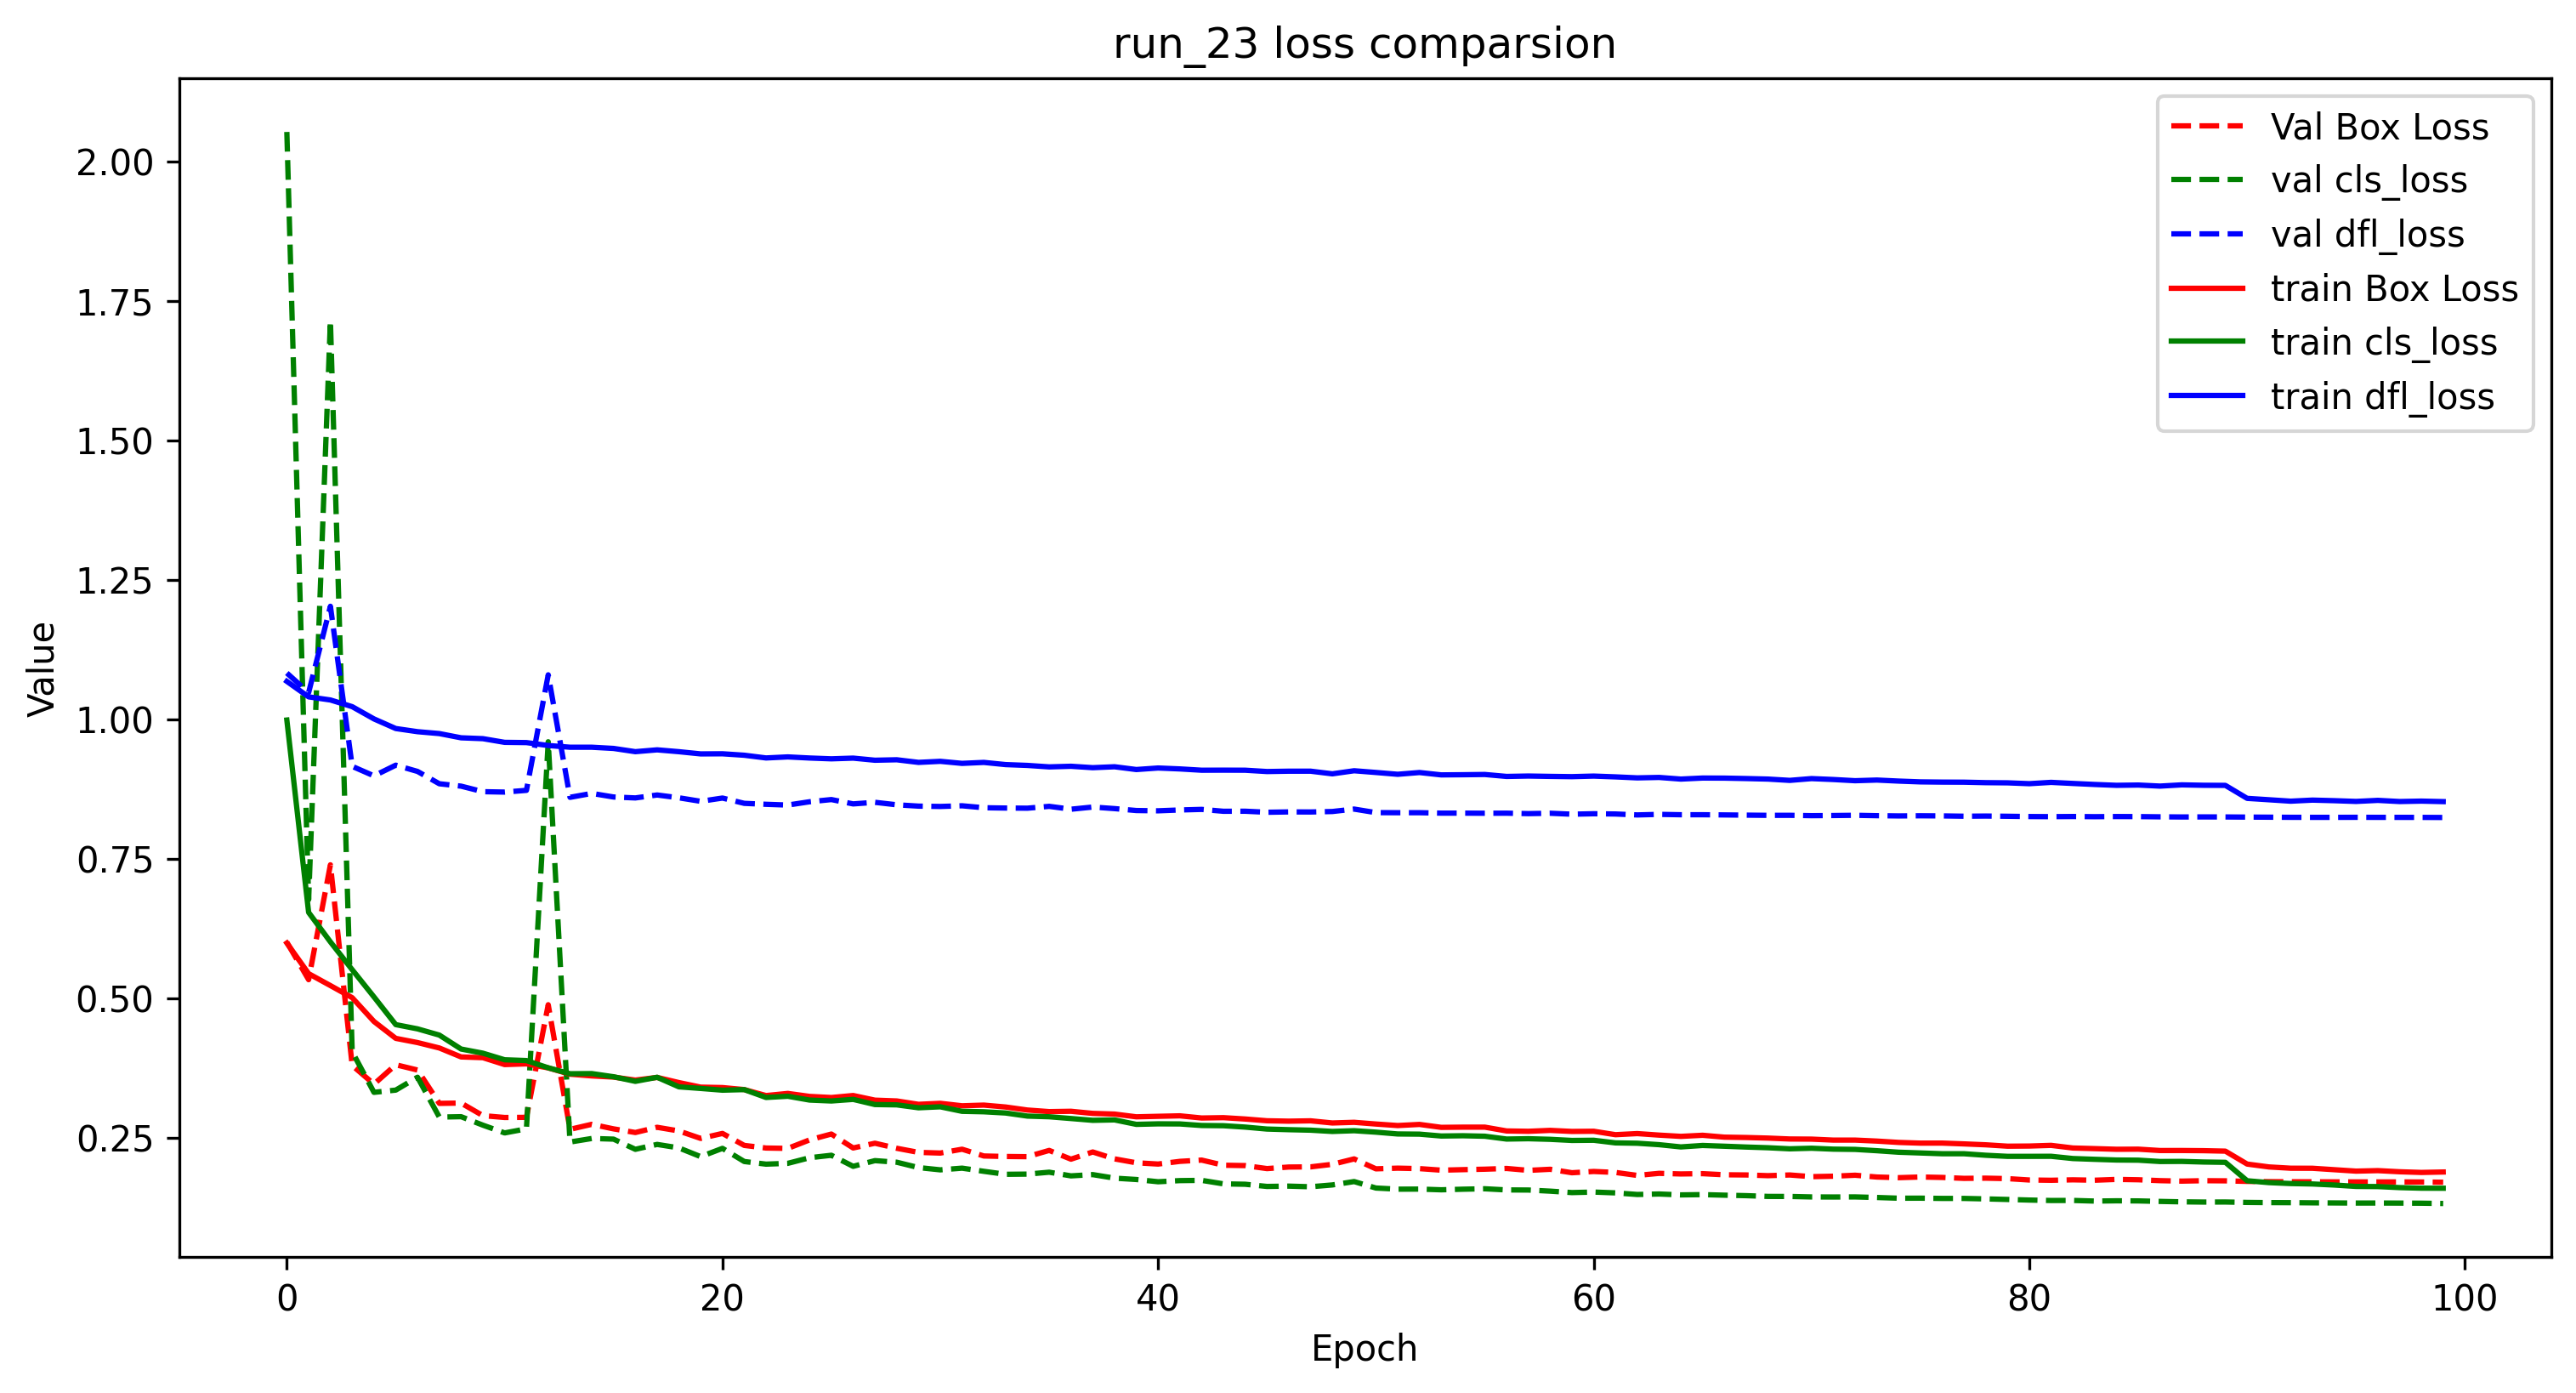 run_23 loss comparsion
Val Box Loss
val cls_loss
val dfl_loss
train Box Loss
train cls_loss
train dfl_loss
Value
2.00
1.75
1.50
1.25
1.00
0.75
0.50
0.25
0 20 40 60 80 100
Epoch